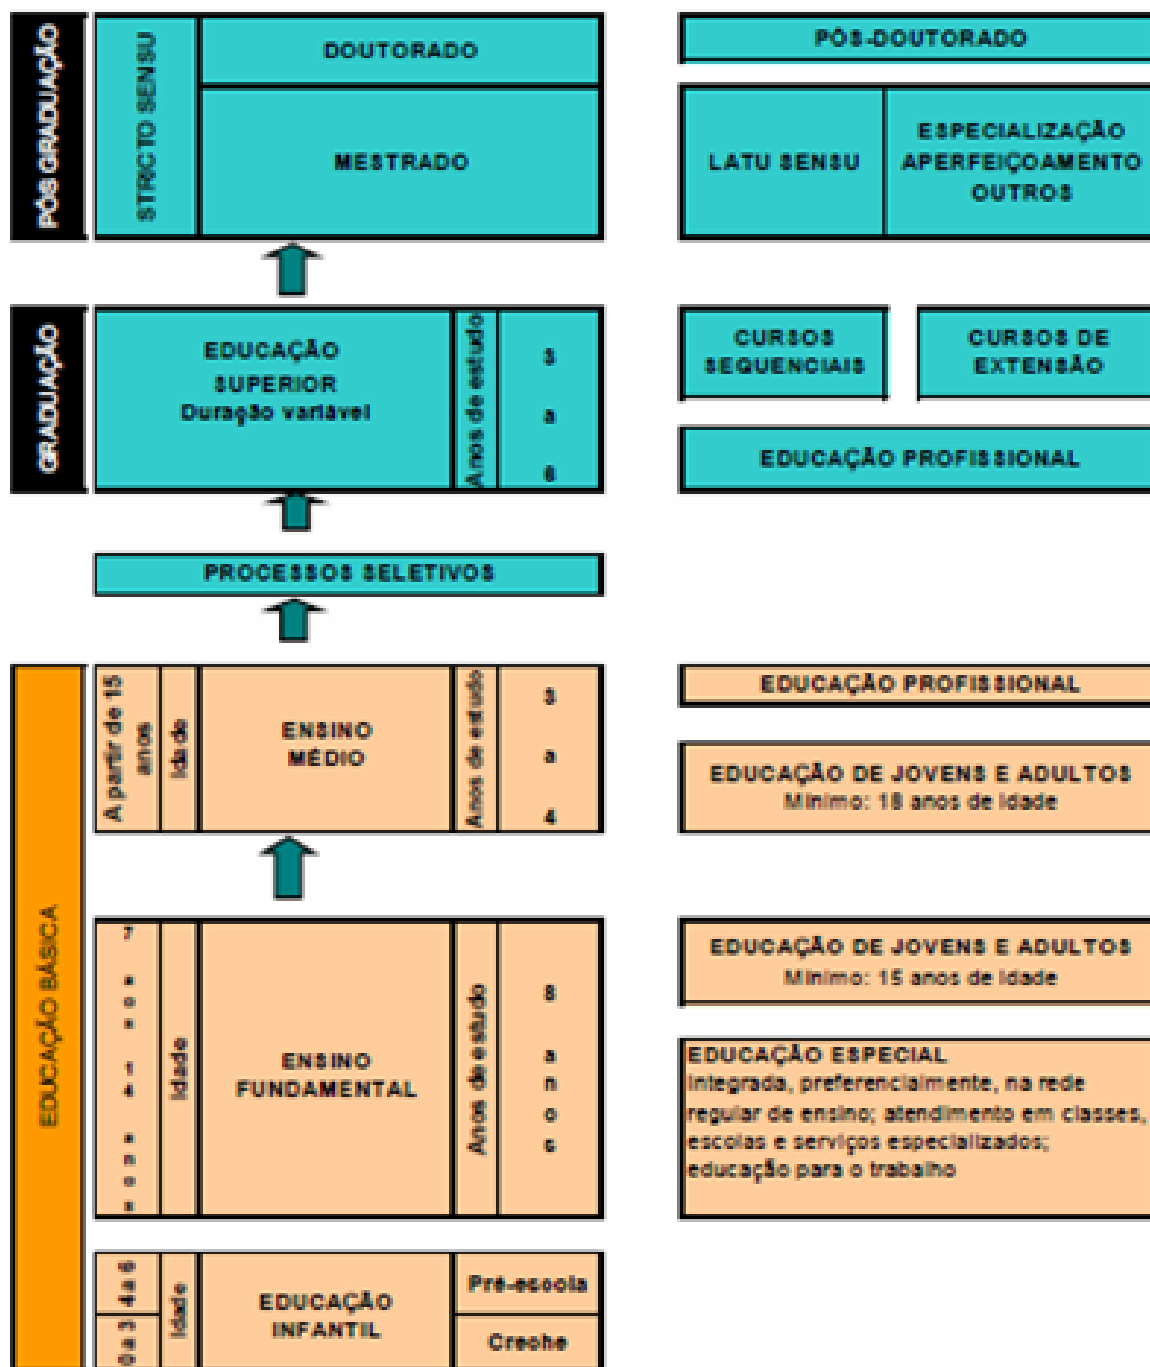 PÓS GRADUAÇÃO
STRICTO SENSU
DOUTORADO
MESTRADO
PÓS-DOUTORADO
LATU SENSU
ESPECIALIZAÇÃO
APERFEIÇOAMENTO
OUTROS
GRADUAÇÃO
EDUCAÇÃO
SUPERIOR
Duração variável
Anos de estudo
a
6
CURSOS
SEQUENCIAIS
CURSOS DE
EXTENSÃO
EDUCAÇÃO PROFISSIONAL
PROCESSOS SELETIVOS
EDUCAÇÃO BÁSICA
A partir de 15
anos
Idade
ENSINO
MÉDIO
Anos de estudo
3
a
4
EDUCAÇÃO PROFISSIONAL
EDUCAÇÃO DE JOVENS E ADULTOS
Mínimo: 18 anos de idade
7 aos 14 anos
Idade
ENSINO
FUNDAMENTAL
Anos de estudo
8 anos
EDUCAÇÃO DE JOVENS E ADULTOS
Mínimo: 15 anos de idade
EDUCAÇÃO ESPECIAL
Integrada, preferencialmente, na rede
regular de ensino; atendimento em classes,
escolas e serviços especializados;
educação para o trabalho
4 a 6
0 a 3
Idade
EDUCAÇÃO
INFANTIL
Pré-escola
Creche